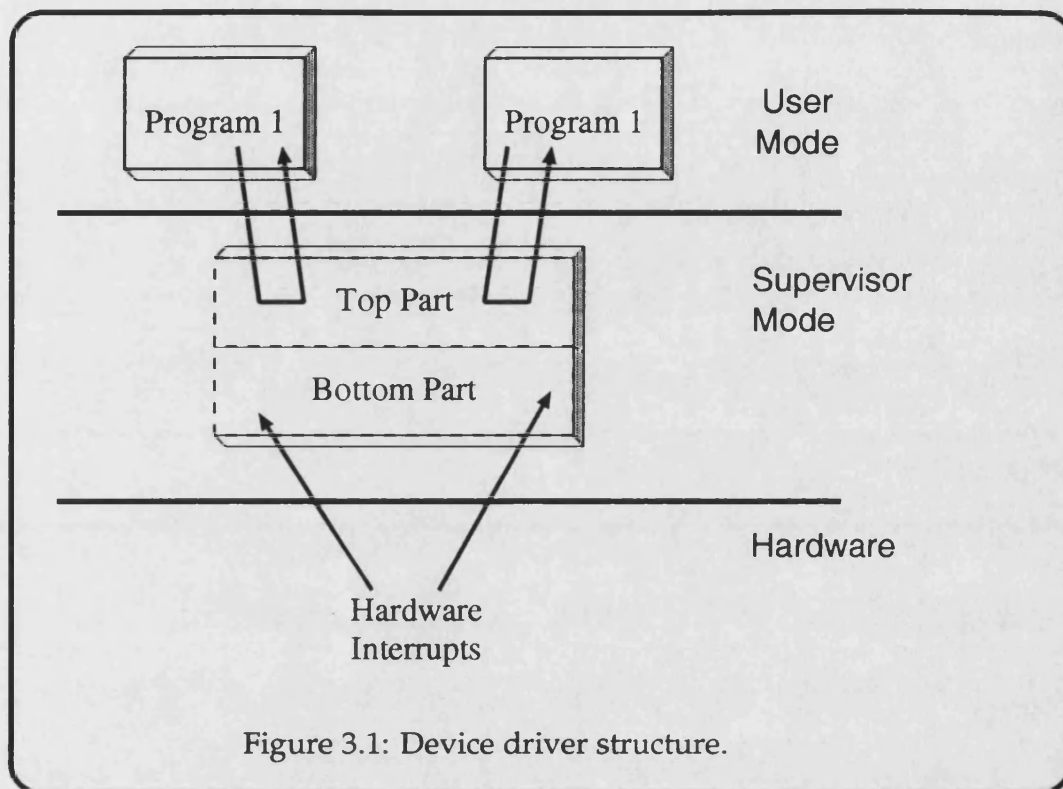 Program 1
Program 1
User
Mode
Top Part
Supervisor
Mode
Bottom Part
Hardware
Hardware
Interrupts
Figure 3.1: Device driver structure.